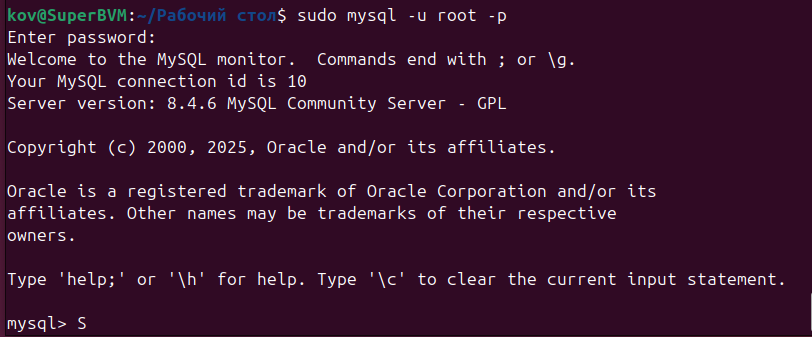 kov@SuperBVM:~/Рабочий стол$ sudo mysql -u root -p
Enter password:
Welcome to the MySQL monitor.  Commands end with ; or \g.
Your MySQL connection id is 10
Server version: 8.4.6 MySQL Community Server - GPL

Copyright (c) 2000, 2025, Oracle and/or its affiliates.

Oracle is a registered trademark of Oracle Corporation and/or its
affiliates. Other names may be trademarks of their respective
owners.

Type 'help;' or '\h' for help. Type '\c' to clear the current input statement.

mysql> S